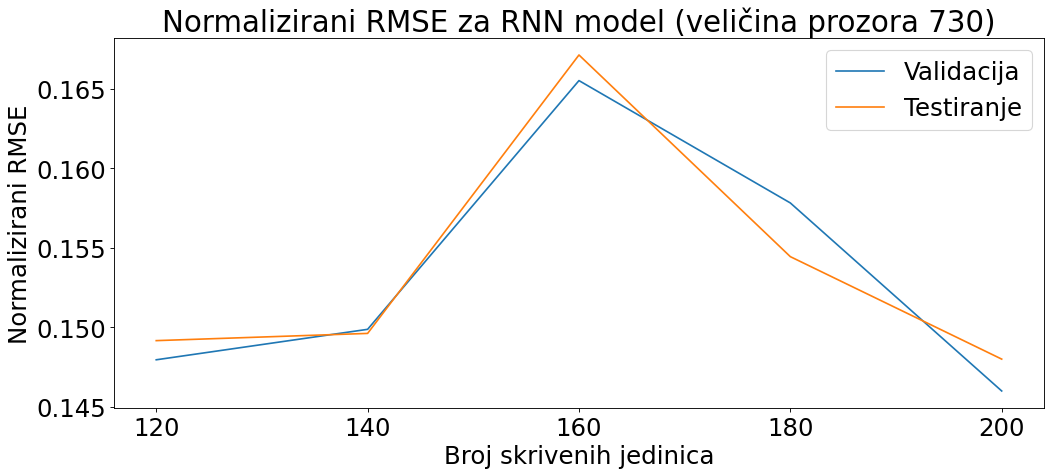 Normalizirani RMSE za RNN model (veličina prozora 730)
Validacija
Testiranje
Normalizirani RMSE
0.165
0.160
0.155
0.150
0.145
120 140 160 180 200
Broj skrivenih jedinica